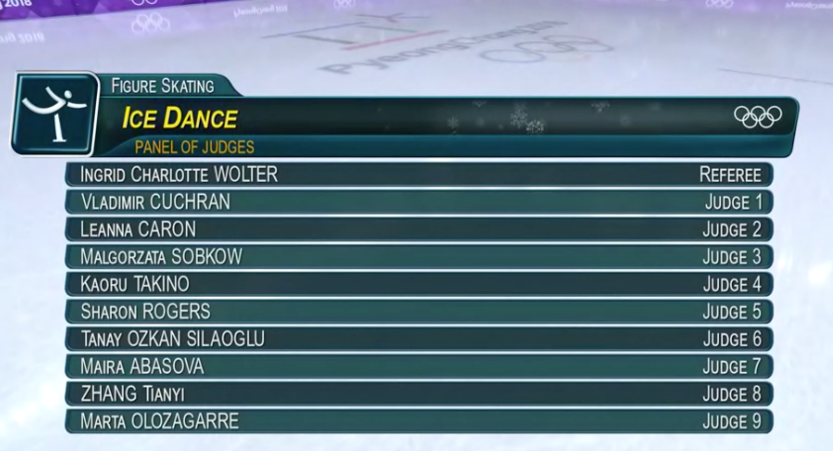 2018
PyeongChang
FIGURE SKATING
ICE DANCE
PANEL OF JUDGES
INGRID CHARLOTTE WOLTER REFEREE
VLADIMIR CUCHRAN JUDGE 1
LEANNA CARON JUDGE 2
MALGORZATA SOBKOW JUDGE 3
KAORU TAKINO JUDGE 4
SHARON ROGERS JUDGE 5
TANAY OZKAN SILAOGLU JUDGE 6
MAIRA ABASOVA JUDGE 7
ZHANG TIANYI JUDGE 8
MARTA OLOZAGARRE JUDGE 9